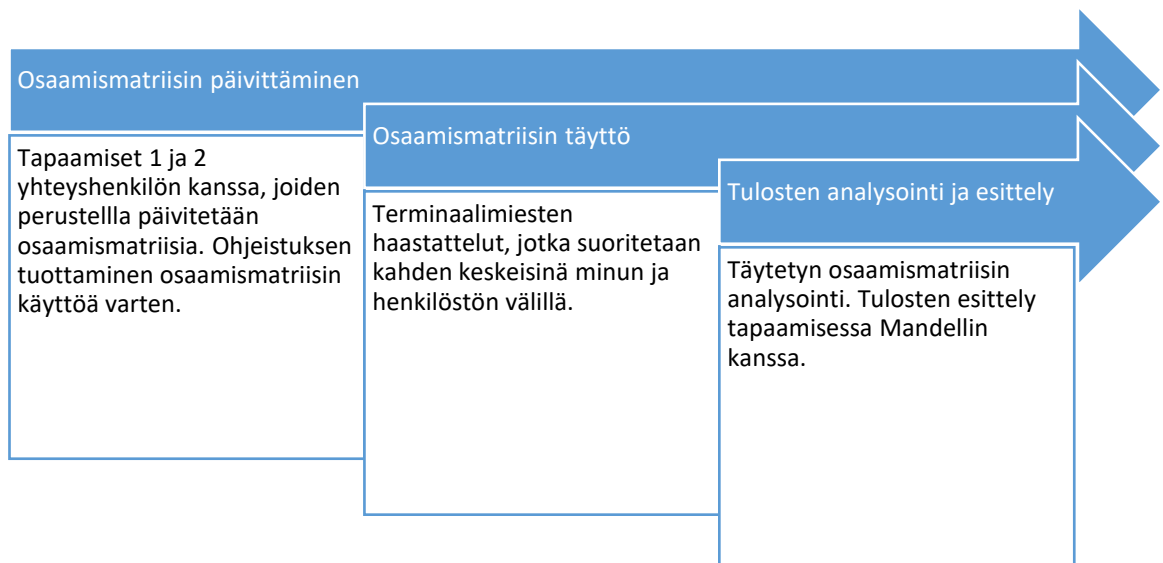 Osaamismatriisin päivittäminen
Tapaamiset 1 ja 2
yhteyshenkilön kanssa, joiden
perustellla päivitetään
osaamismatriisia. Ohjeistuksen
tuottaminen osaamismatriisin
käyttöä varten.
Osaamismatriisin täyttö
Terminaalimiesten
haastattelut, jotka suoritetaan
kahden keskeisinä minun ja
henkilöstön välillä.
Tulosten analysointi ja esittely
Täytetyn osaamismatriisin
analysointi. Tulosten esittely
tapaamisessa Mandellin
kanssa.